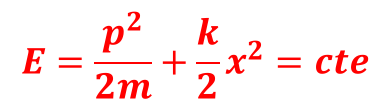 E = p²/2m + k/2 x² = cte